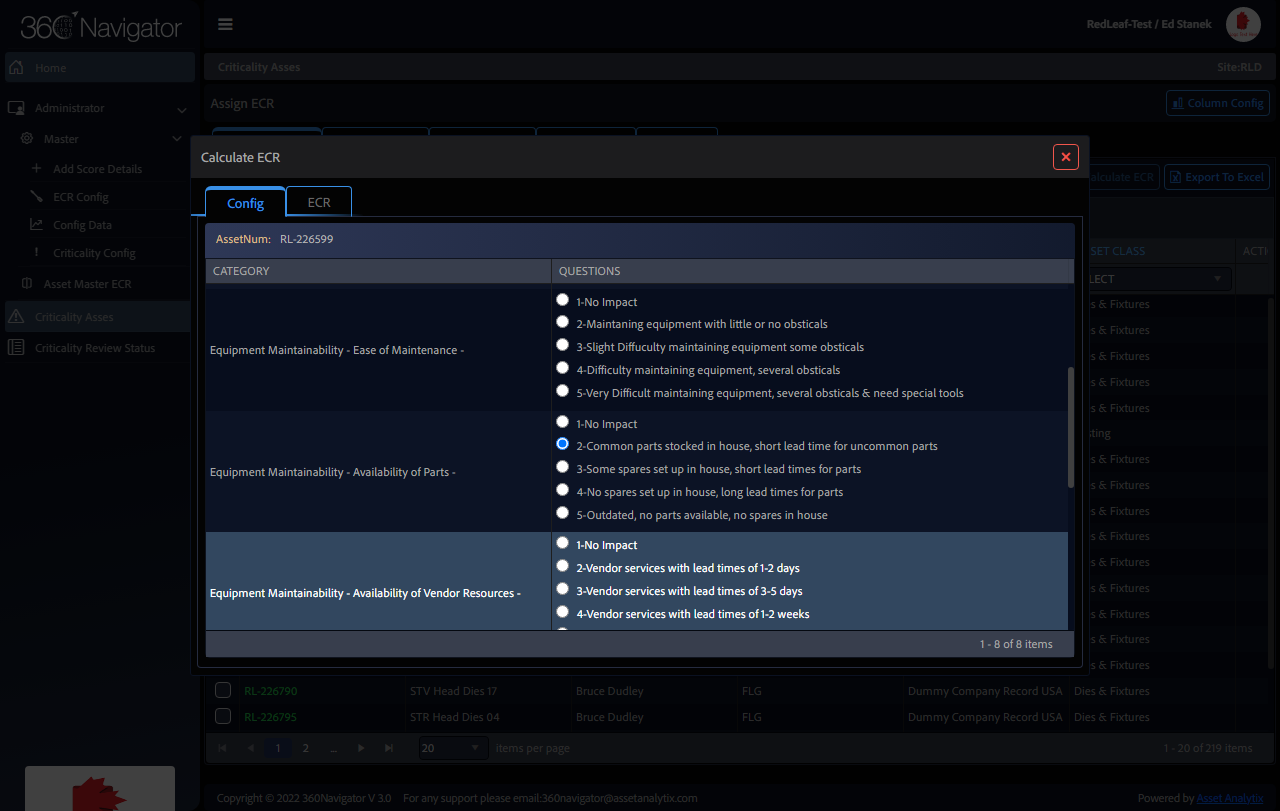 360 Navigator
RedLeaf-Test / Ed Stanek
Home
Criticality Asses
Site:RLD
Administrator
Assign ECR
Column Config
Master
Add Score Details
Calculate ECR
alculate ECR
Export To Excel
ECR Config
Config
ECR
Config Data
AssetNum: RL-226599
Criticality Config
CATEGORY
QUESTIONS
SET CLASS
ACTI
Asset Master ECR
LECT
Criticality Asses
Criticality Review Status
Equipment Maintainability - Ease of Maintenance -
1-No Impact
2-Maintaning equipment with little or no obsticals
3-Slight Diffuculty maintaining equipment some obsticals
4-Difficulty maintaining equipment, several obsticals
5-Very Difficult maintaining equipment, several obsticals & need special tools
Equipment Maintainability - Availability of Parts -
1-No Impact
2-Common parts stocked in house, short lead time for uncommon parts
3-Some spares set up in house, short lead times for parts
4-No spares set up in house, long lead times for parts
5-Outdated, no parts available, no spares in house
Equipment Maintainability - Availability of Vendor Resources -
1-No Impact
2-Vendor services with lead times of 1-2 days
3-Vendor services with lead times of 3-5 days
4-Vendor services with lead times of 1-2 weeks
1 - 8 of 8 items
es & Fixtures
es & Fixtures
es & Fixtures
es & Fixtures
es & Fixtures
sting
es & Fixtures
es & Fixtures
es & Fixtures
es & Fixtures
es & Fixtures
es & Fixtures
es & Fixtures
es & Fixtures
es & Fixtures
RL-226790 STV Head Dies 17 Bruce Dudley FLG Dummy Company Record USA Dies & Fixtures
RL-226795 STR Head Dies 04 Bruce Dudley FLG Dummy Company Record USA Dies & Fixtures
1 2 ... 20 items per page
1 - 20 of 219 items
Copyright © 2022 360Navigator V 3.0 For any support please email:360navigator@assetanalytix.com
Powered by Asset Analytix